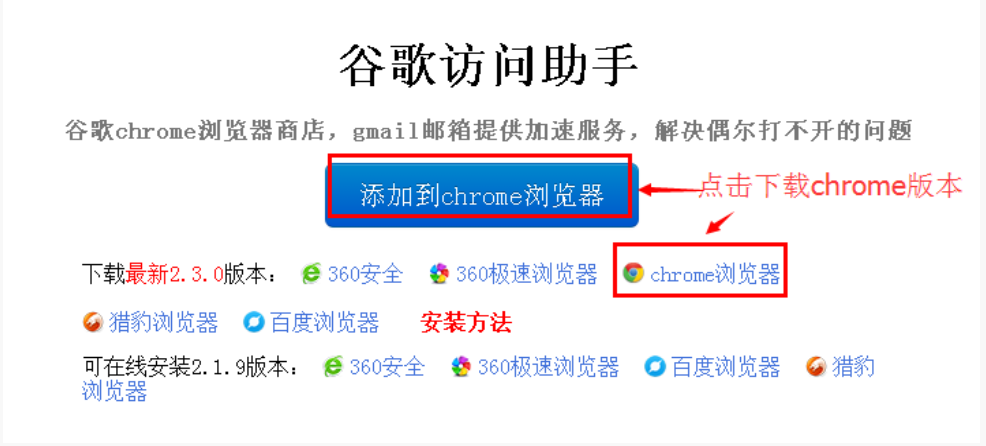 谷歌访问助手
谷歌chrome浏览器商店，gmail邮箱提供加速服务，解决偶尔打不开的问题
添加到chrome浏览器
点击下载chrome版本
下载最新2.3.0版本： 360安全 360极速浏览器 chrome浏览器
猎豹浏览器 百度浏览器 安装方法
可在线安装2.1.9版本： 360安全 360极速浏览器 百度浏览器 猎豹
浏览器